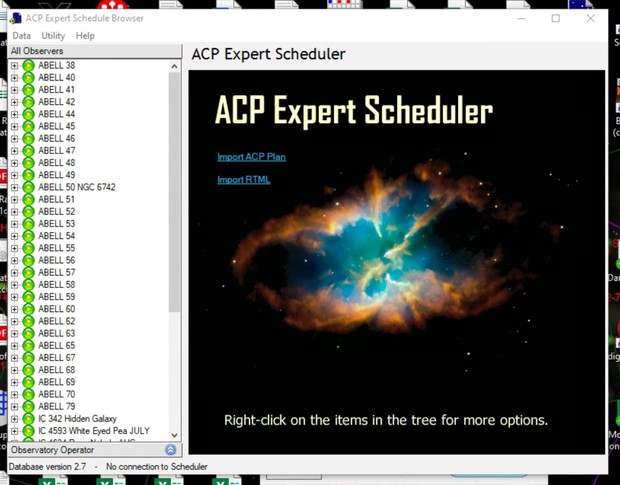 ACP Expert Schedule Browser
Data Utility Help
All Observers
ABELL 38
ABELL 40
ABELL 41
ABELL 42
ABELL 44
ABELL 45
ABELL 46
ABELL 47
ABELL 48
ABELL 49
ABELL 50 NGC 6742
ABELL 51
ABELL 52
ABELL 53
ABELL 54
ABELL 55
ABELL 56
ABELL 57
ABELL 58
ABELL 59
ABELL 60
ABELL 62
ABELL 63
ABELL 65
ABELL 67
ABELL 68
ABELL 69
ABELL 70
ABELL 79
IC 342 Hidden Galaxy
IC 4593 White Eyed Pea JULY
Observatory Operator
ACP Expert Scheduler
ACP Expert Scheduler
Import ACP Plan
Import RTML
Right-click on the items in the tree for more options.
Database version 2.7 - No connection to Scheduler